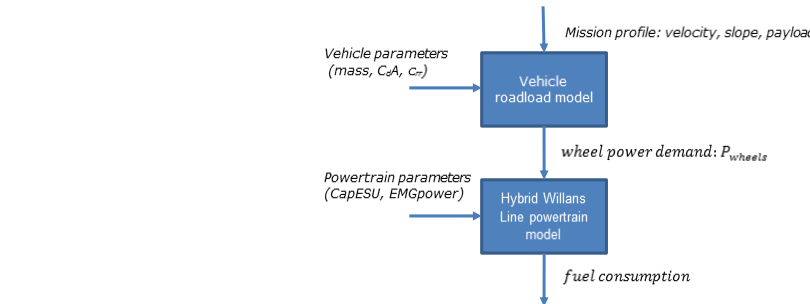 Mission profile: velocity, slope, payload
Vehicle parameters
(mass, CdA, crr)
Vehicle
roadload model
wheel power demand: Pwheels
Powertrain parameters
(CapESU, EMGpower)
Hybrid Willans
Line powertrain
model
fuel consumption